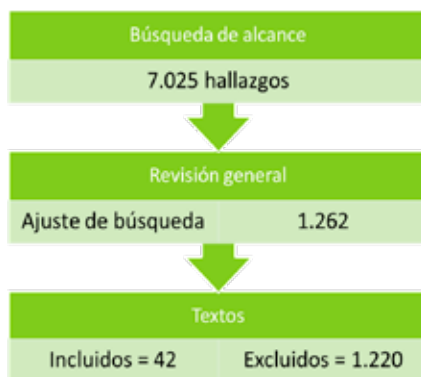 Búsqueda de alcance
7.025 hallazgos
Revisión general
Ajuste de búsqueda 1.262
Textos
Incluidos = 42 Excluidos = 1.220